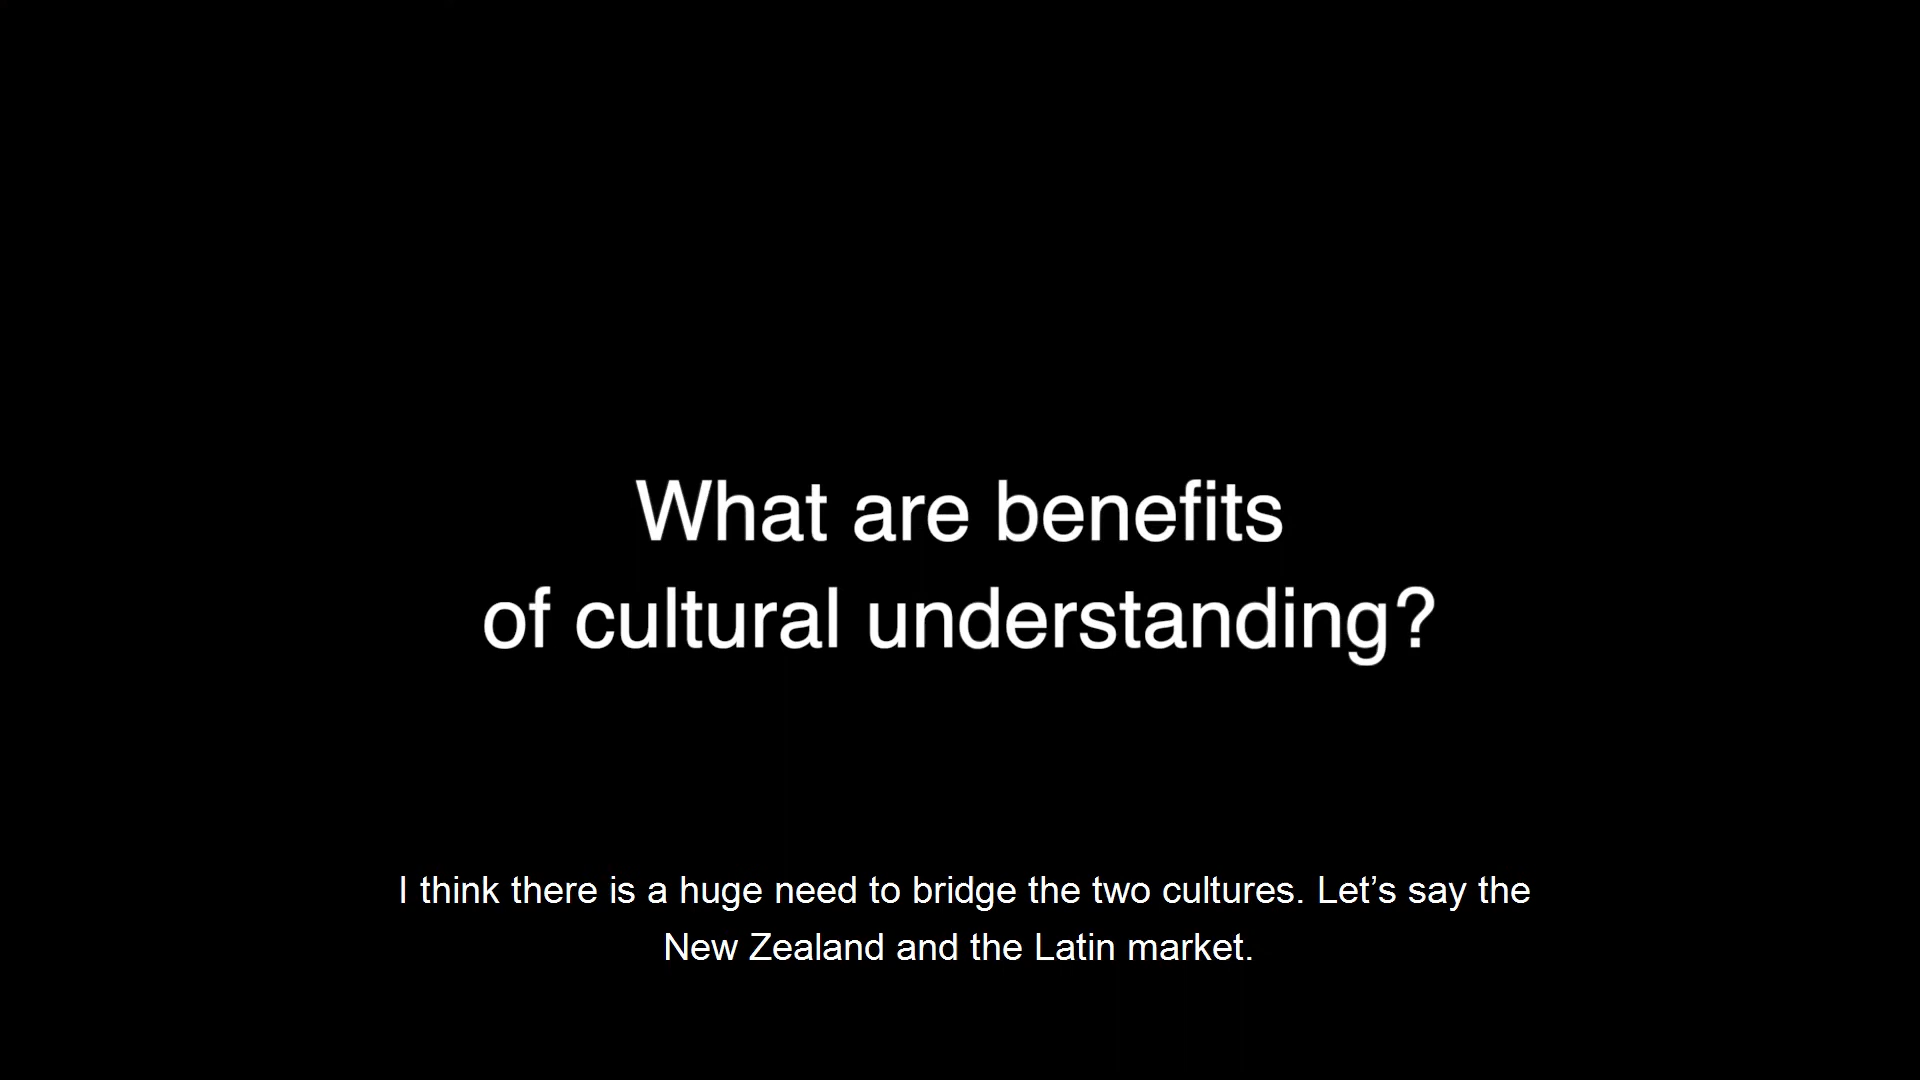 What are benefits
of cultural understanding?
I think there is a huge need to bridge the two cultures. Let’s say the
New Zealand and the Latin market.